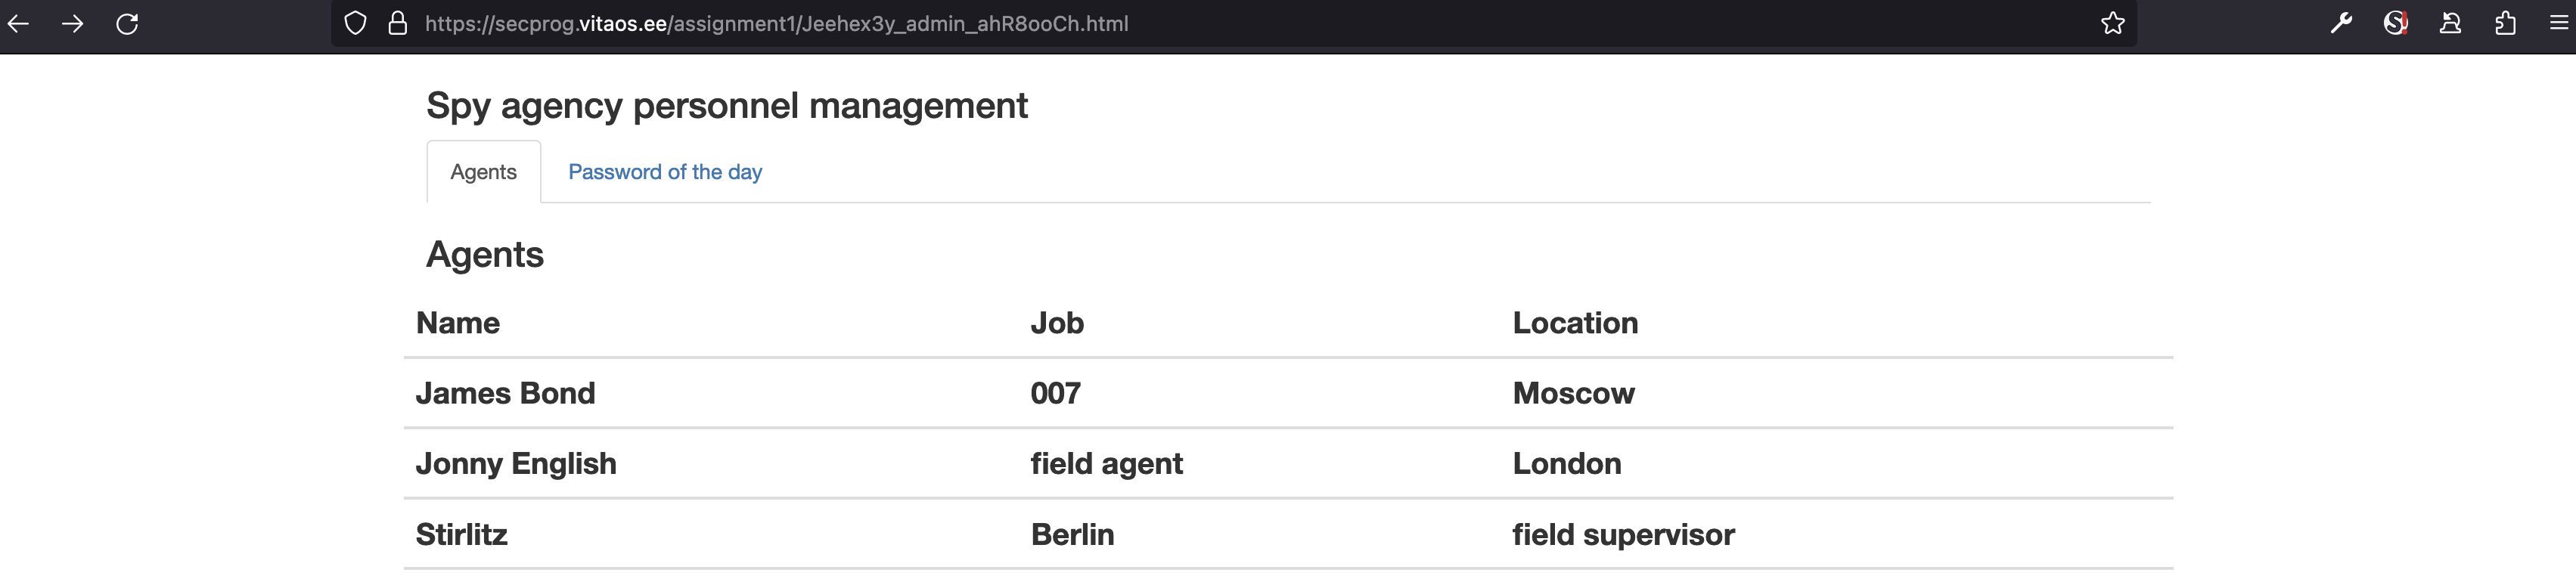 https://secprog.vitaos.ee/assignment1/Jeehex3y_admin_ahR8ooCh.html
Spy agency personnel management
Agents Password of the day
Agents
Name Job Location
James Bond 007 Moscow
Jonny English field agent London
Stirlitz Berlin field supervisor